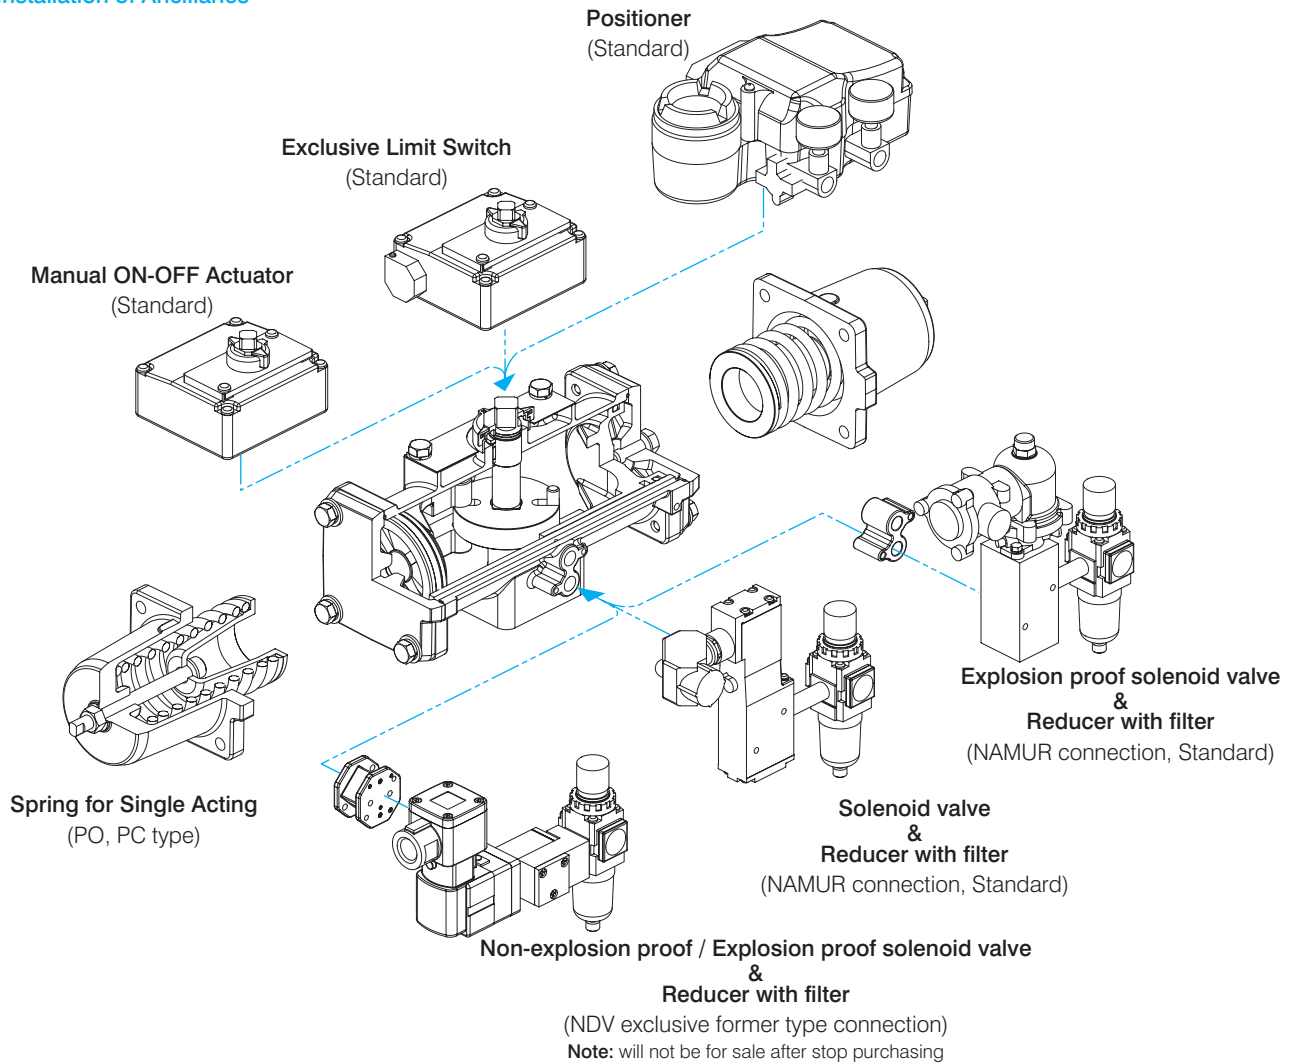 Installation of Ancillaries
Positioner
(Standard)
Exclusive Limit Switch
(Standard)
Manual ON-OFF Actuator
(Standard)
Explosion proof solenoid valve
&
Reducer with filter
(NAMUR connection, Standard)
Spring for Single Acting
(PO, PC type)
Solenoid valve
&
Reducer with filter
(NAMUR connection, Standard)
Non-explosion proof / Explosion proof solenoid valve
&
Reducer with filter
(NDV exclusive former type connection)
Note: will not be for sale after stop purchasing